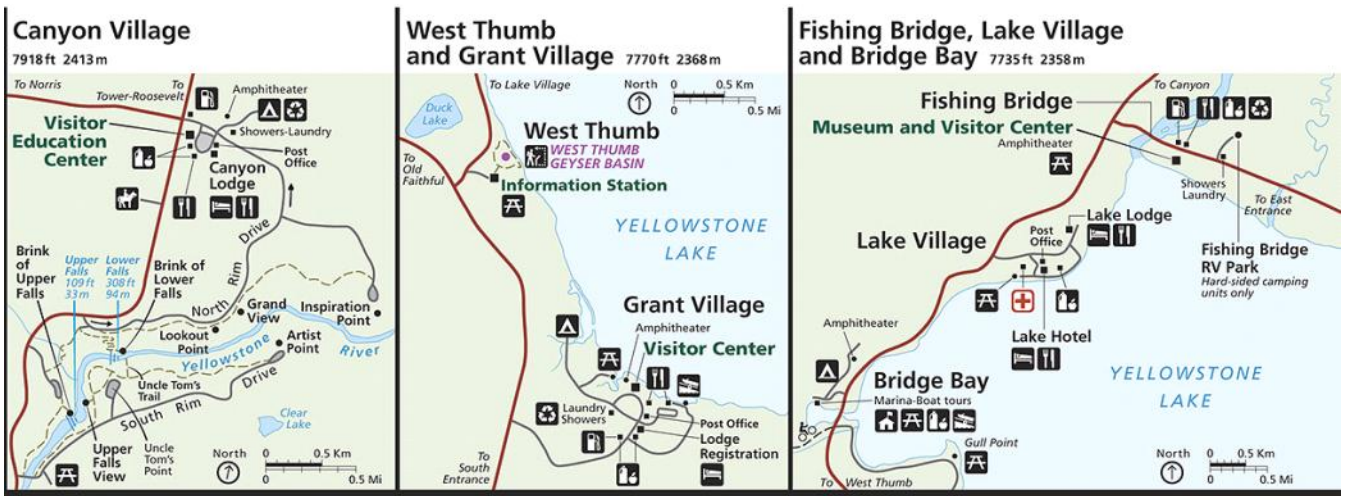 Canyon Village
7918 ft 2413 m
To Norris
To
Tower-Roosevelt
Amphitheater
Visitor
Education
Center
Showers-Laundry
Post
Office
Canyon
Lodge
Brink
of
Upper
Falls
Upper
Falls
109 ft
33 m
Lower
Falls
308 ft
94 m
Brink of
Lower
Falls
North Rim Drive
Grand
View
Inspiration
Point
Lookout
Point
Artist
Point
Yellowstone River
Uncle Tom's
Trail
South Rim Drive
Clear
Lake
Upper
Falls
View
Uncle
Tom's
Point
North
0 0.5 Km
0 0.5 Mi
West Thumb
and Grant Village 7770 ft 2368 m
To Lake Village
North
0 0.5 Km
0 0.5 Mi
Duck
Lake
West Thumb
WEST THUMB
GEYSER BASIN
To
Old
Faithful
Information Station
YELLOWSTONE
LAKE
Grant Village
Amphitheater
Visitor Center
Laundry
Showers
Post Office
Lodge
Registration
To
South
Entrance
Fishing Bridge, Lake Village
and Bridge Bay 7735 ft 2358 m
To Canyon
Fishing Bridge
Museum and Visitor Center
Amphitheater
Showers
Laundry
To East
Entrance
Lake Lodge
Post
Office
Lake Village
Fishing Bridge
RV Park
Hard-sided camping
units only
Lake Hotel
Amphitheater
Bridge Bay
Marina-Boat tours
YELLOWSTONE
LAKE
Gull Point
North
0 0.5 Km
0 0.5 Mi
To West Thumb